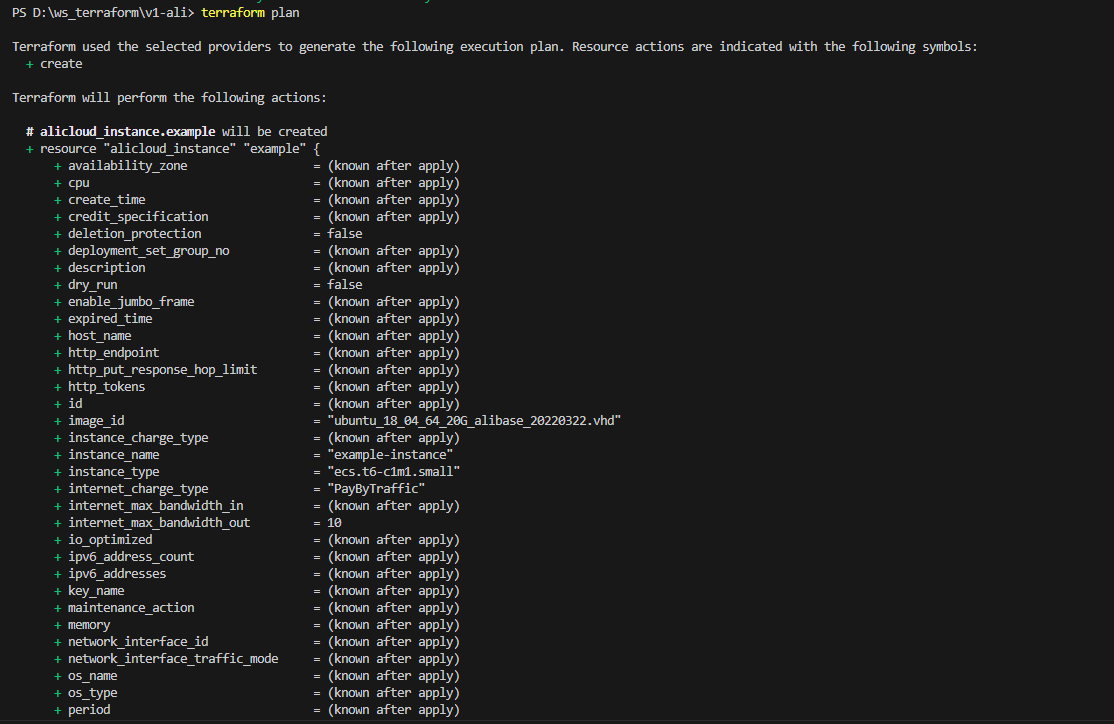 PS D:\ws_terraform\v1-ali> terraform plan
Terraform used the selected providers to generate the following execution plan. Resource actions are indicated with the following symbols:
+ create
Terraform will perform the following actions:
# alicloud_instance.example will be created
+ resource "alicloud_instance" "example" {
+ availability_zone = (known after apply)
+ cpu = (known after apply)
+ create_time = (known after apply)
+ credit_specification = (known after apply)
+ deletion_protection = false
+ deployment_set_group_no = (known after apply)
+ description = (known after apply)
+ dry_run = false
+ enable_jumbo_frame = (known after apply)
+ expired_time = (known after apply)
+ host_name = (known after apply)
+ http_endpoint = (known after apply)
+ http_put_response_hop_limit = (known after apply)
+ http_tokens = (known after apply)
+ id = (known after apply)
+ image_id = "ubuntu_18_04_64_20G_alibase_20220322.vhd"
+ instance_charge_type = (known after apply)
+ instance_name = "example-instance"
+ instance_type = "ecs.t6-c1m1.small"
+ internet_charge_type = "PayByTraffic"
+ internet_max_bandwidth_in = (known after apply)
+ internet_max_bandwidth_out = 10
+ io_optimized = (known after apply)
+ ipv6_address_count = (known after apply)
+ ipv6_addresses = (known after apply)
+ key_name = (known after apply)
+ maintenance_action = (known after apply)
+ memory = (known after apply)
+ network_interface_id = (known after apply)
+ network_interface_traffic_mode = (known after apply)
+ os_name = (known after apply)
+ os_type = (known after apply)
+ period = (known after apply)